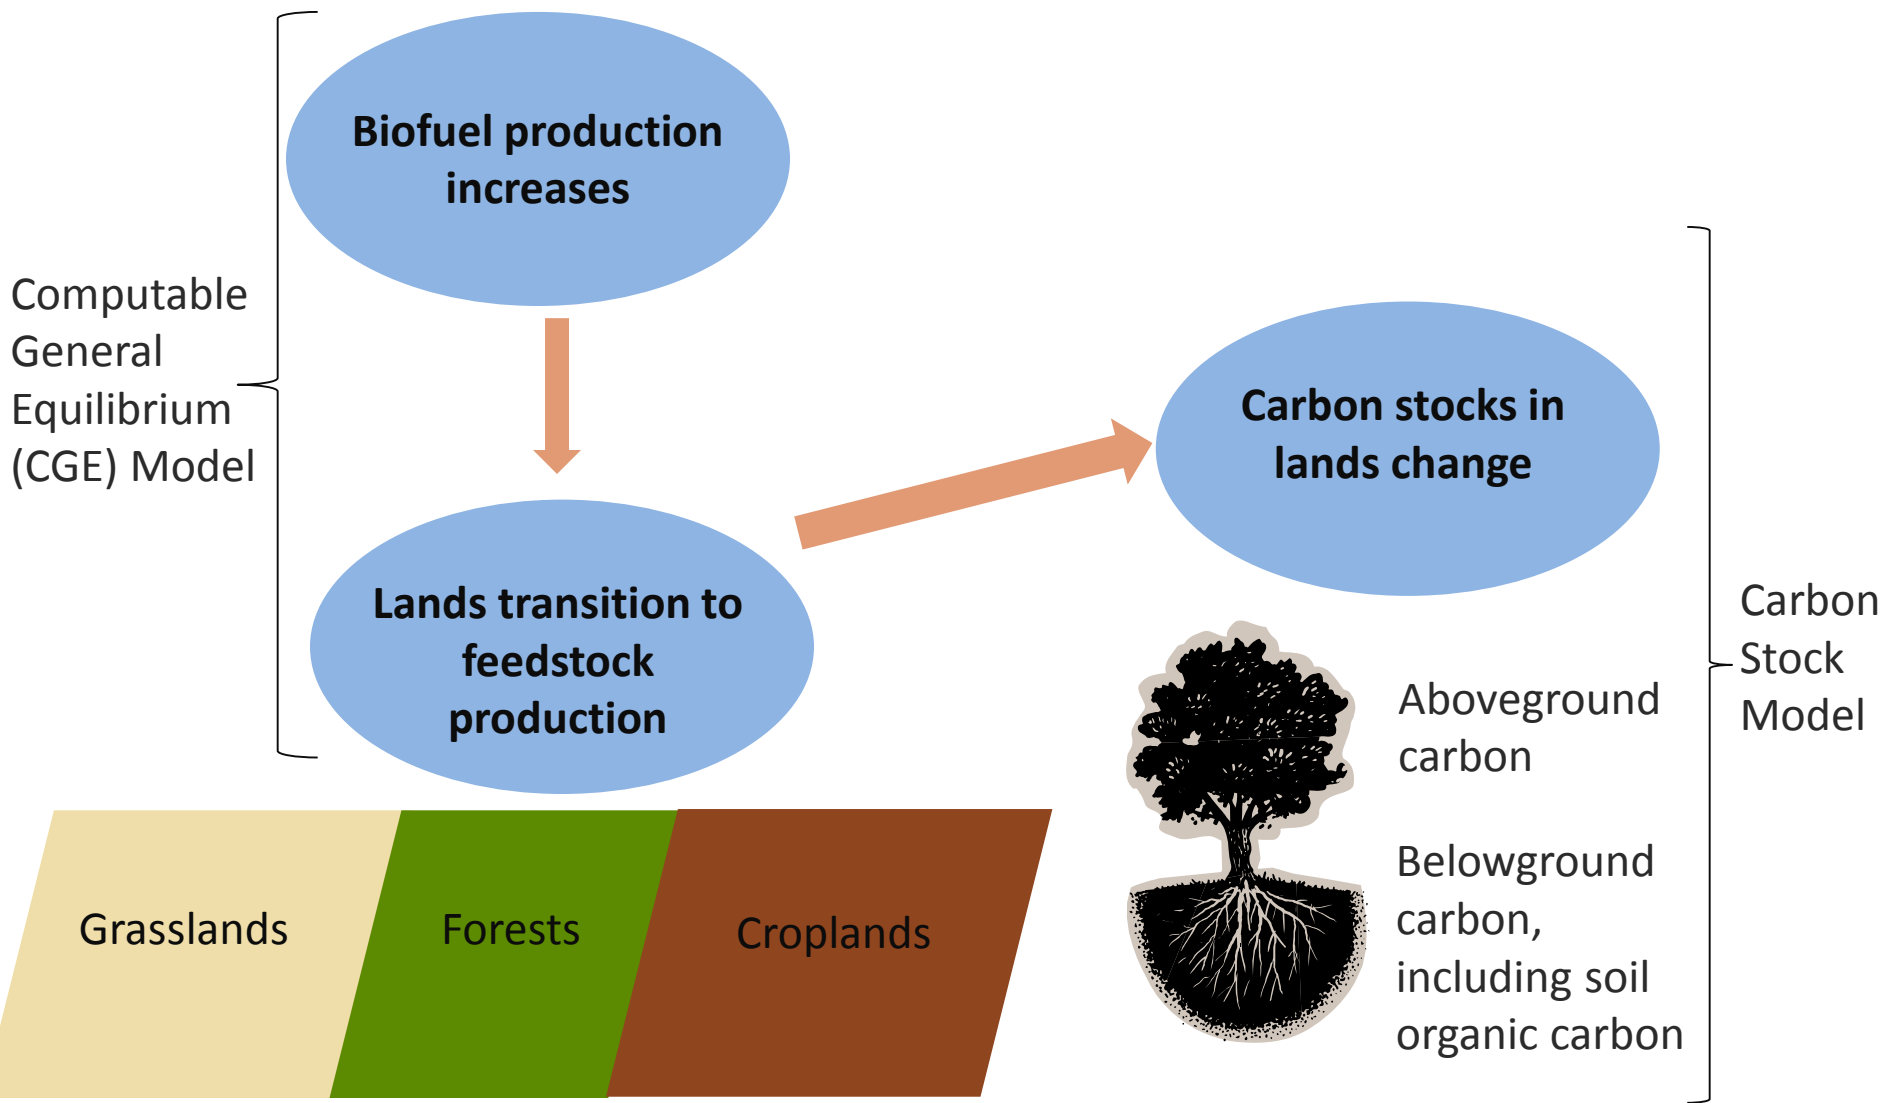 Biofuel production
increases
Computable
General
Equilibrium
(CGE) Model
Lands transition to
feedstock
production
Carbon stocks in
lands change
Carbon
Stock
Model
Aboveground
carbon
Belowground
carbon,
including soil
organic carbon
Grasslands
Forests
Croplands